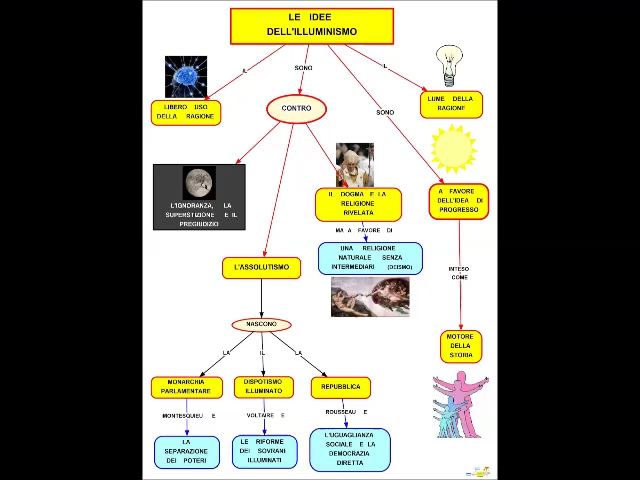 LE IDEE
DELL'ILLUMINISMO
IL
SONO
IL
LIBERO USO
DELLA RAGIONE
CONTRO
SONO
LUME DELLA
RAGIONE
L'IGNORANZA, LA
SUPERSTIZIONE E IL
PREGIUDIZIO
IL DOGMA E LA
RELIGIONE
RIVELATA
A FAVORE
DELL'IDEA DI
PROGRESSO
MA A FAVORE DI
UNA RELIGIONE
NATURALE SENZA
INTERMEDIARI (DEISMO)
L'ASSOLUTISMO
INTESO
COME
NASCONO
MOTORE
DELLA
STORIA
LA
IL
LA
MONARCHIA
PARLAMENTARE
DISPOTISMO
ILLUMINATO
REPUBBLICA
MONTESQUIEU E
VOLTAIRE E
ROUSSEAU E
LA
SEPARAZIONE
DEI POTERI
LE RIFORME
DEI SOVRANI
ILLUMINATI
L'UGUAGLIANZA
SOCIALE E LA
DEMOCRAZIA
DIRETTA